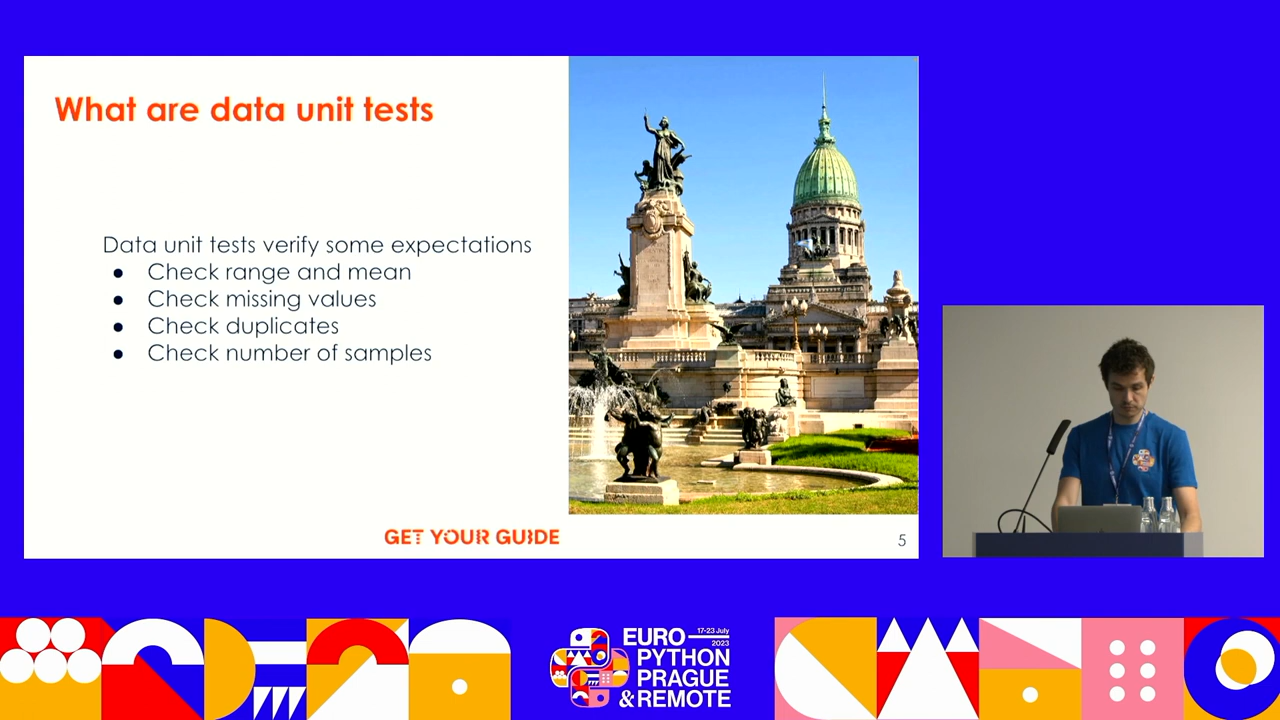 What are data unit tests
Data unit tests verify some expectations
● Check range and mean
● Check missing values
● Check duplicates
● Check number of samples
GET YOUR GUIDE
5
EURO
17-23 July
2023
PYTHON
PRAGUE
& REMOTE